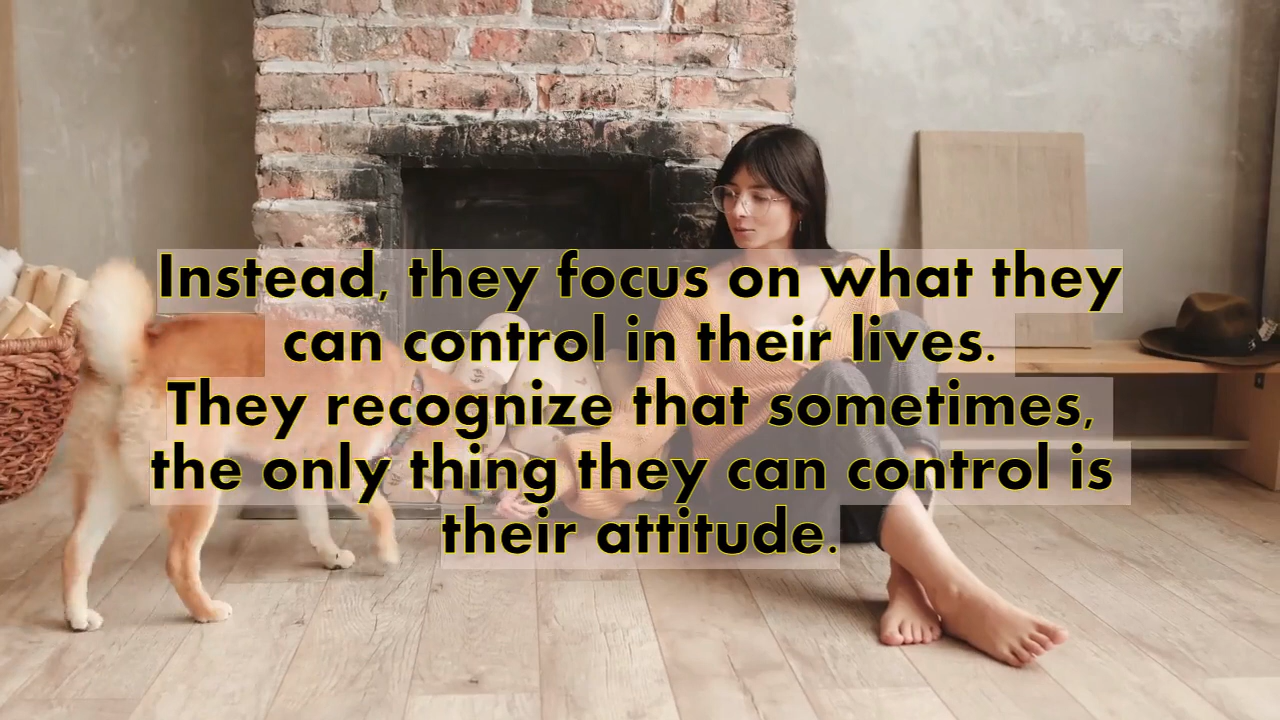 Instead, they focus on what they
can control in their lives.
They recognize that sometimes,
the only thing they can control is
their attitude.